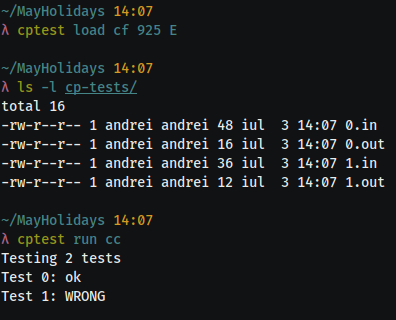 ~/MayHolidays 14:07
λ cptest load cf 925 E
~/MayHolidays 14:07
λ ls -l cp-tests/
total 16
-rw-r--r-- 1 andrei andrei 48 iul  3 14:07 0.in
-rw-r--r-- 1 andrei andrei 16 iul  3 14:07 0.out
-rw-r--r-- 1 andrei andrei 36 iul  3 14:07 1.in
-rw-r--r-- 1 andrei andrei 12 iul  3 14:07 1.out
~/MayHolidays 14:07
λ cptest run cc
Testing 2 tests
Test 0: ok
Test 1: WRONG